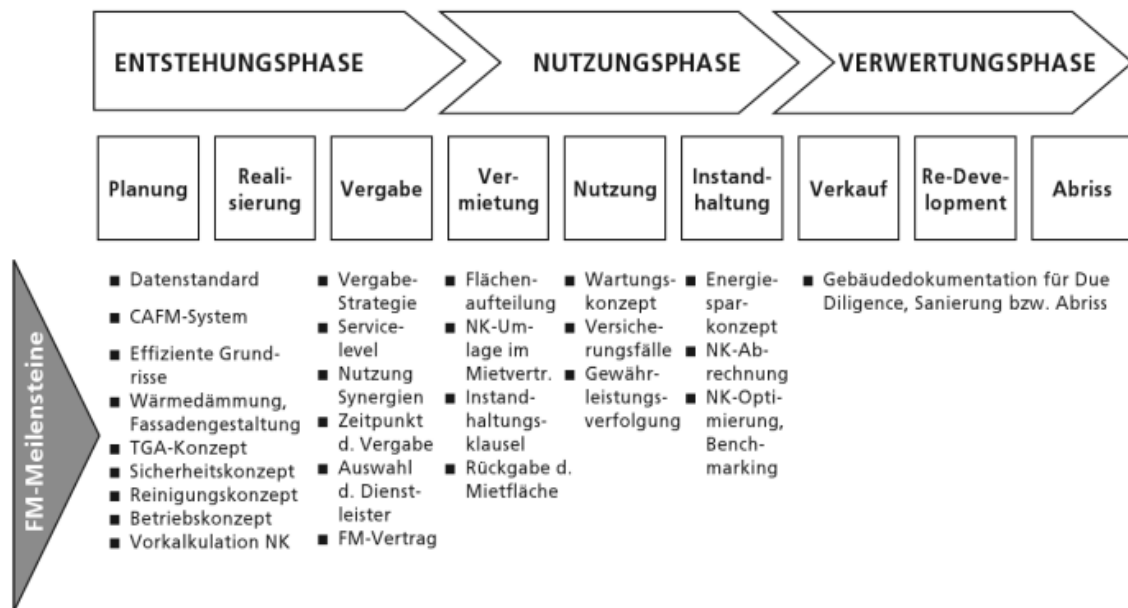 ENTSTEHUNGSPHASE
NUTZUNGSPHASE
VERWERTUNGSPHASE
Planung
Reali-
sierung
Vergabe
Ver-
mietung
Nutzung
Instand-
haltung
Verkauf
Re-Deve-
lopment
Abriss
FM-Meilensteine
■ Datenstandard
■ CAFM-System
■ Effiziente Grund-
risse
■ Wärmedämmung,
Fassadengestaltung
■ TGA-Konzept
■ Sicherheitskonzept
■ Reinigungskonzept
■ Betriebskonzept
■ Vorkalkulation NK
■ Vergabe-
Strategie
■ Service-
level
■ Nutzung
Synergien
■ Zeitpunkt
d. Vergabe
■ Auswahl
d. Dienst-
leister
■ FM-Vertrag
■ Flächen-
aufteilung
■ NK-Um-
lage im
Mietvertr.
■ Instand-
haltungs-
klausel
■ Rückgabe d.
Mietfläche
■ Wartungs-
konzept
■ Versiche-
rungsfälle
■ Gewähr-
leistungs-
verfolgung
■ Energie-
spar-
konzept
■ NK-Ab-
rechnung
■ NK-Opti-
mierung,
Bench-
marking
■ Gebäudedokumentation für Due
Diligence, Sanierung bzw. Abriss